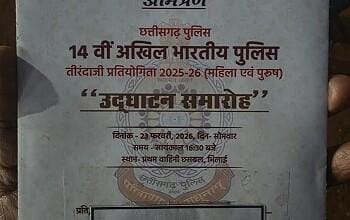 आमंत्रण
छत्तीसगढ़ पुलिस
14 वीं अखिल भारतीय पुलिस
तीरंदाजी प्रतियोगिता 2025-26 (महिला एवं पुरुष)
"उद्घाटन समारोह"
दिनांक - 23 फरवरी, 2026, दिन- सोमवार
समय - सायंकाल 16:30 बजे
स्थान- प्रथम वाहिनी छसबल, भिलाई
छत्तीसगढ़ पुलिस
प्रति,